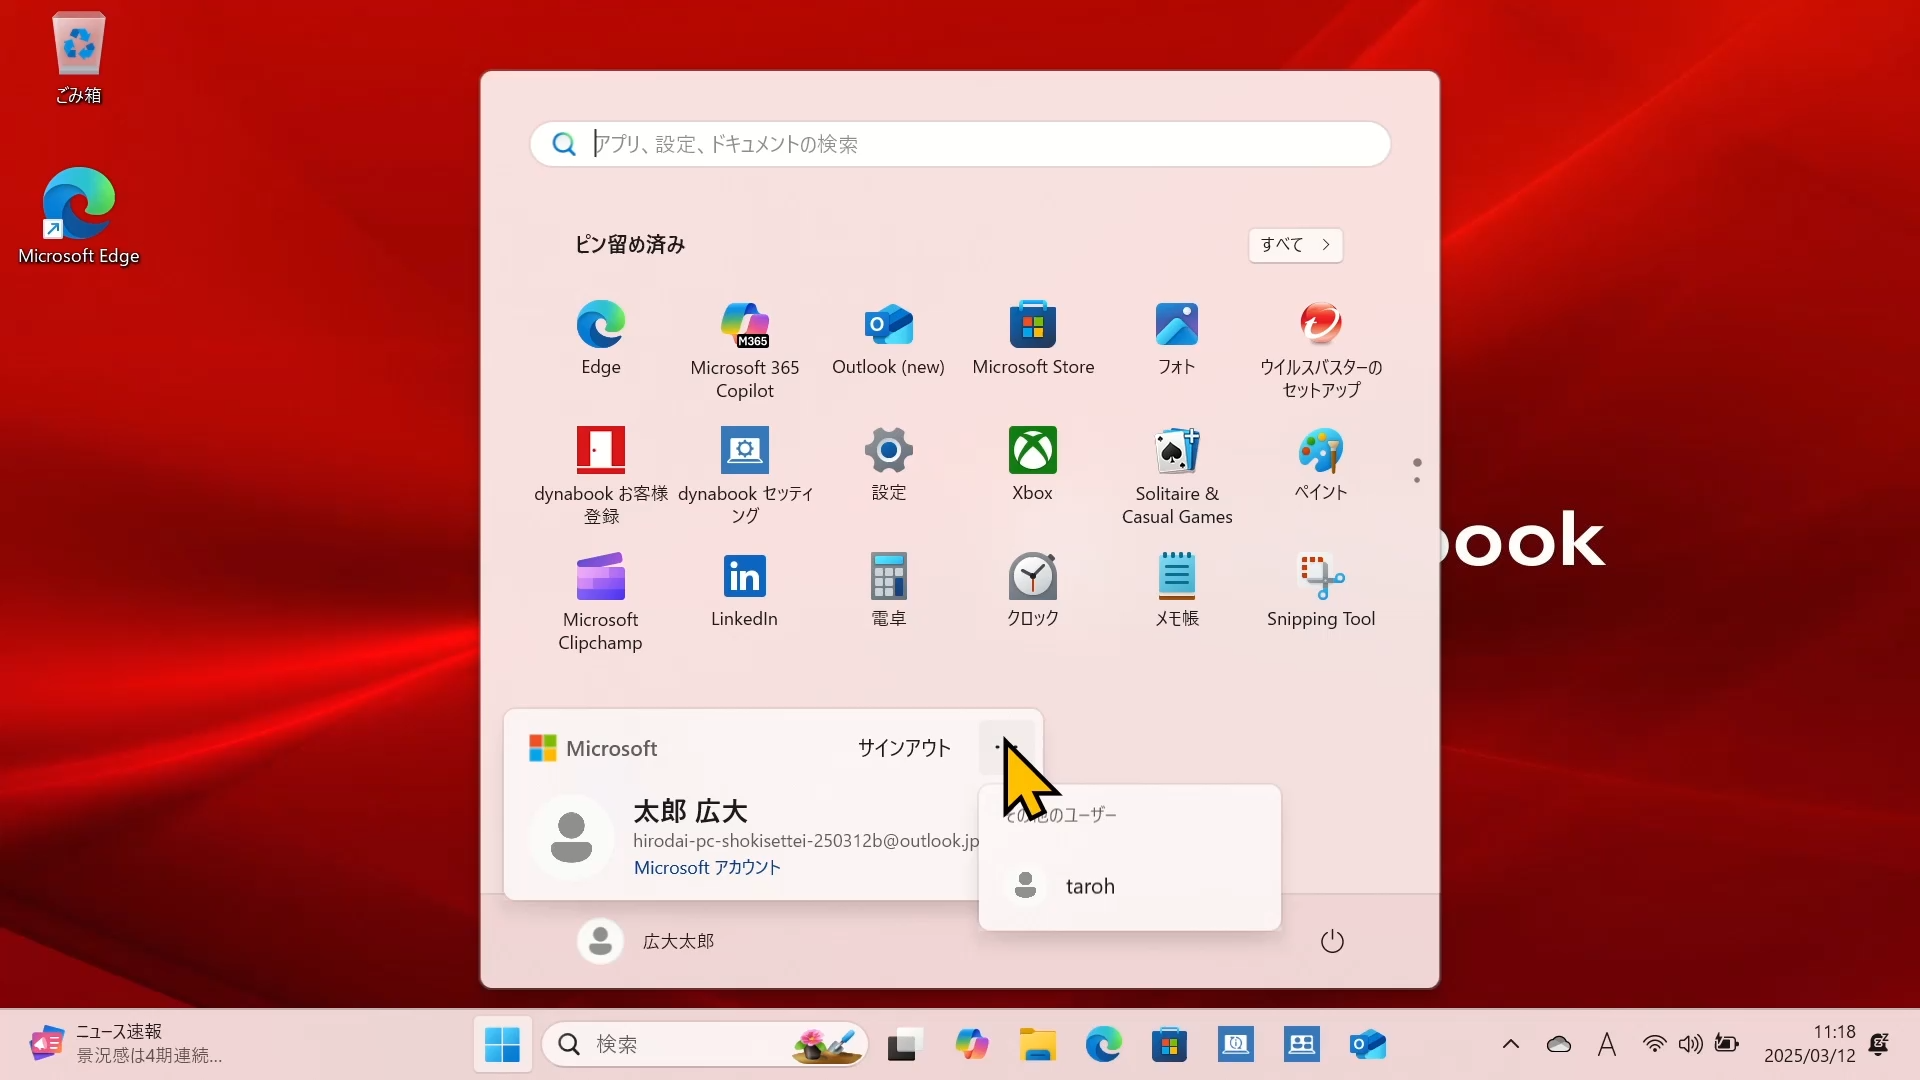 ごみ箱
Microsoft Edge
アプリ、設定、ドキュメントの検索
ピン留め済み
すべて
Edge
Microsoft 365
Copilot
M365
Outlook (new)
Microsoft Store
フォト
ウイルスバスターの
セットアップ
dynabook お客様
登録
dynabook セッティ
ング
設定
Xbox
Solitaire &
Casual Games
ペイント
Microsoft
Clipchamp
LinkedIn
電卓
クロック
メモ帳
Snipping Tool
book
Microsoft
サインアウト
太郎 広大
hirodai-pc-shokisettei-250312b@outlook.jp
Microsoft アカウント
その他のユーザー
taroh
広大太郎
ニュース速報
景況感は4期連続...
検索
A
11:18
2025/03/12